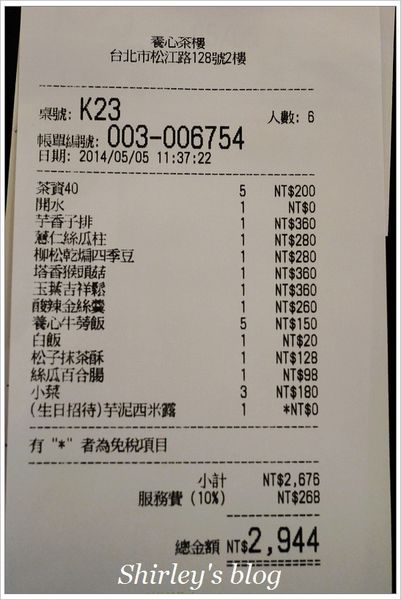 養心茶樓
台北市松江路128號2樓
桌號: K23 人數: 6
帳單編號: 003-006754
日期: 2014/05/05 11:37:22
茶資40 5 NT$200
開水 1 NT$0
芋香子排 1 NT$360
薏仁絲瓜柱 1 NT$280
柳松乾煸四季豆 1 NT$280
塔香猴頭菇 1 NT$360
玉葉吉祥鬆 1 NT$360
酸辣金絲羹 1 NT$260
養心牛蒡飯 5 NT$150
白飯 1 NT$20
松子抹茶酥 1 NT$128
絲瓜百合腸 1 NT$98
小菜 3 NT$180
(生日招待)芋泥西米露 1 *NT$0
有 "*" 者為免稅項目
小計 NT$2,676
服務費 (10%) NT$268
總金額 NT$2,944
Shirley's blog